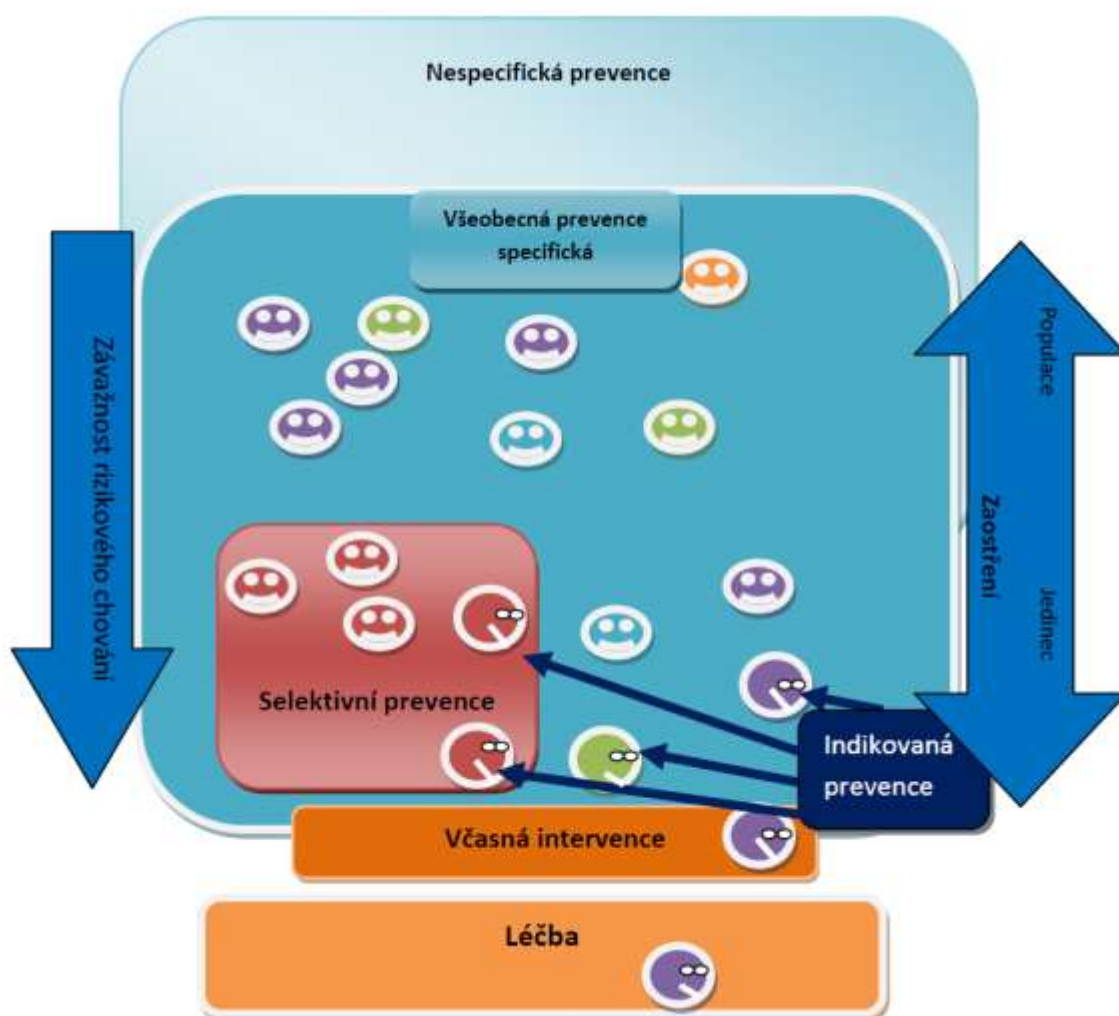 Nespecifická prevence
Všeobecná prevence
specifická
Závažnost rizikového chování
Populace
Zaostření
Jedinec
Selektivní prevence
Indikovaná
prevence
Včasná intervence
Léčba